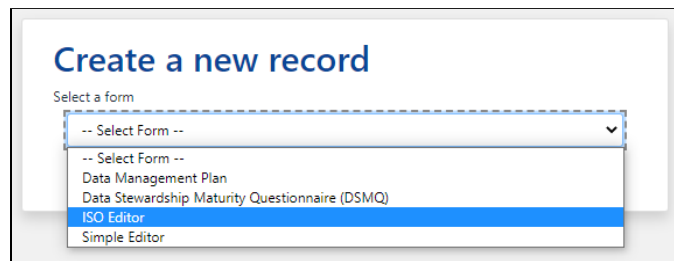 Create a new record
Select a form
-- Select Form --
-- Select Form --
Data Management Plan
Data Stewardship Maturity Questionnaire (DSMQ)
ISO Editor
Simple Editor